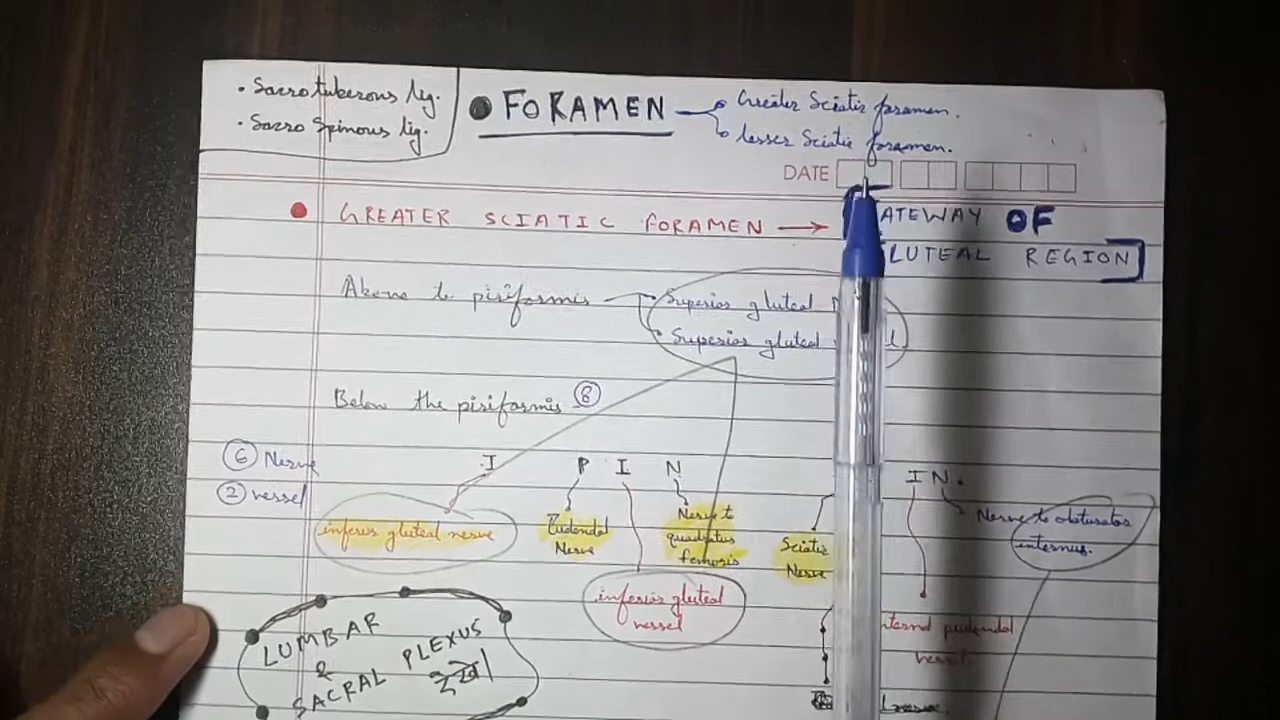 • Sacrotuberous lig.
• Sacro Spinous lig.
● FORAMEN
Greater Sciatic foramen.
lesser Sciatic foramen.
DATE
● GREATER SCIATIC FORAMEN → ATEWAY OF
LUTEAL REGION]
Above to piriformis
Superior gluteal
Superior gluteal
Below the piriformis ⑧
⑥ Nerve
② vessel
I P I N IN.
inferior gluteal nerve
Pudendal
Nerve
Nerve to
quadratus
femoris
Sciatic
Nerve
Nerve to obturator
internus.
inferior gluteal
vessel
pudendal
LUMBAR
&
SACRAL PLEXUS